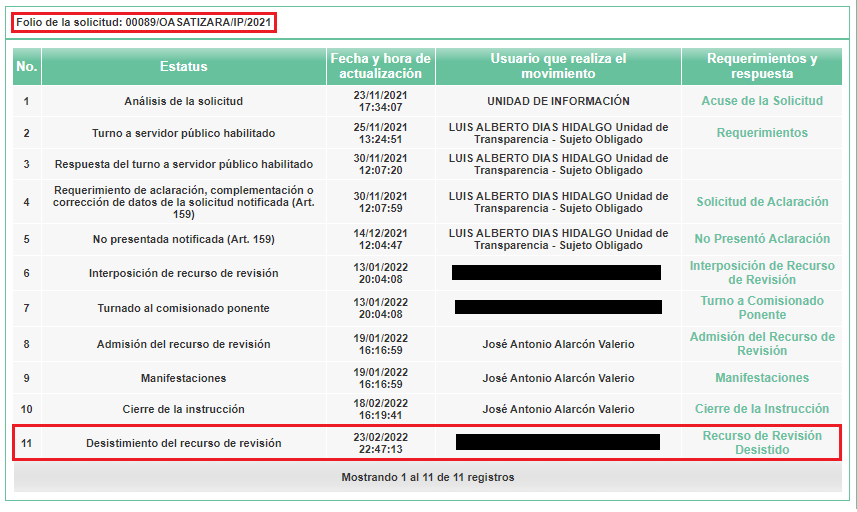 Folio de la solicitud: 00089/OASATIZARA/IP/2021
No.
Estatus
Fecha y hora de
actualización
Usuario que realiza el
movimiento
Requerimientos y
respuesta
1
Análisis de la solicitud
23/11/2021
17:34:07
UNIDAD DE INFORMACIÓN
Acuse de la Solicitud
2
Turno a servidor público habilitado
25/11/2021
13:24:51
LUIS ALBERTO DIAS HIDALGO Unidad de
Transparencia - Sujeto Obligado
Requerimientos
3
Respuesta del turno a servidor público habilitado
30/11/2021
12:07:20
LUIS ALBERTO DIAS HIDALGO Unidad de
Transparencia - Sujeto Obligado
4
Requerimiento de aclaración, complementación o
corrección de datos de la solicitud notificada (Art.
159)
30/11/2021
12:07:59
LUIS ALBERTO DIAS HIDALGO Unidad de
Transparencia - Sujeto Obligado
Solicitud de Aclaración
5
No presentada notificada (Art. 159)
14/12/2021
12:04:47
LUIS ALBERTO DIAS HIDALGO Unidad de
Transparencia - Sujeto Obligado
No Presentó Aclaración
6
Interposición de recurso de revisión
13/01/2022
20:04:08
Interposición de Recurso
de Revisión
7
Turnado al comisionado ponente
13/01/2022
20:04:08
Turno a Comisionado
Ponente
8
Admisión del recurso de revisión
19/01/2022
16:16:59
José Antonio Alarcón Valerio
Admisión del Recurso de
Revisión
9
Manifestaciones
19/01/2022
16:16:59
José Antonio Alarcón Valerio
Manifestaciones
10
Cierre de la instrucción
18/02/2022
16:19:41
José Antonio Alarcón Valerio
Cierre de la Instrucción
11
Desistimiento del recurso de revisión
23/02/2022
22:47:13
Recurso de Revisión
Desistido
Mostrando 1 al 11 de 11 registros